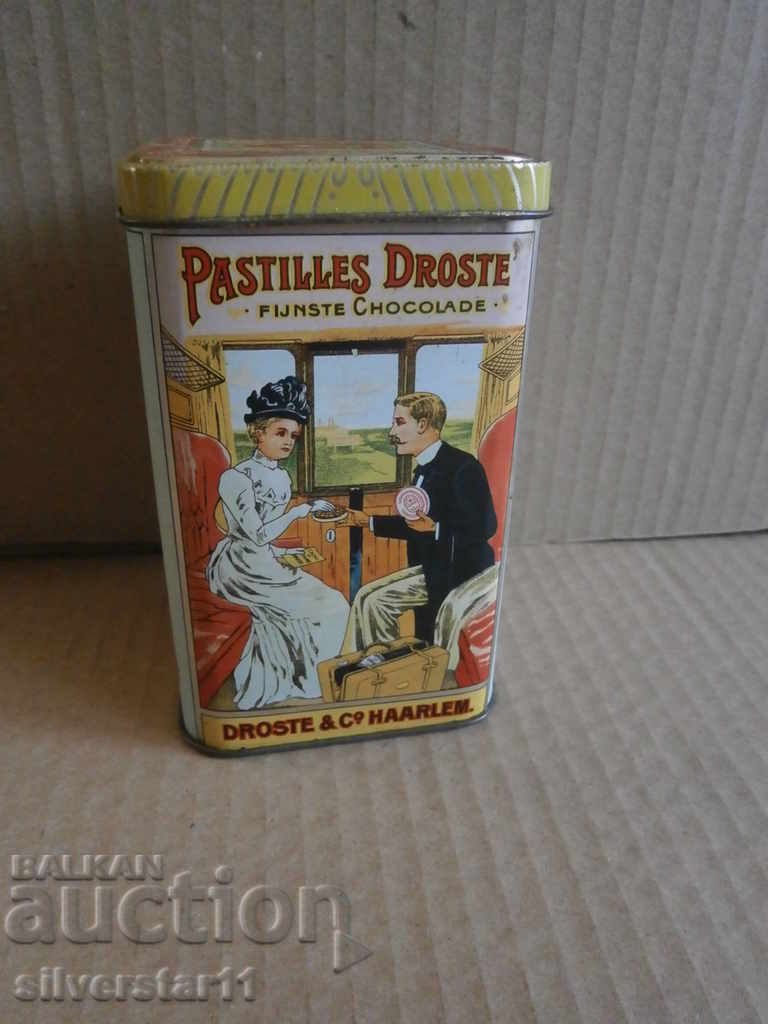 PASTILLES DROSTE
· FIJNSTE CHOCOLADE ·
DROSTE & Cº HAARLEM.
BALKAN
auction
silverstar11